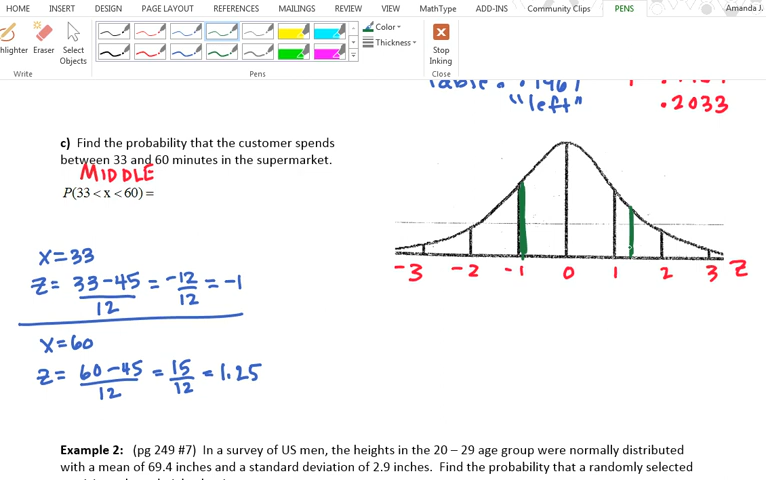 HOME INSERT DESIGN PAGE LAYOUT REFERENCES MAILINGS REVIEW VIEW MathType ADD-INS Community Clips PENS Amanda J.
hlighter Eraser Select Objects
Color
Thickness
Stop Inking
Write Pens Close
"left"
.2033
c) Find the probability that the customer spends
between 33 and 60 minutes in the supermarket.
MIDDLE
P(33 < x < 60) =
x=33
z = 33-45/12 = -12/12 = -1
x=60
z = 60-45/12 = 15/12 = 1.25
-3 -2 -1 0 1 2 3 z
Example 2: (pg 249 #7) In a survey of US men, the heights in the 20 – 29 age group were normally distributed
with a mean of 69.4 inches and a standard deviation of 2.9 inches. Find the probability that a randomly selected